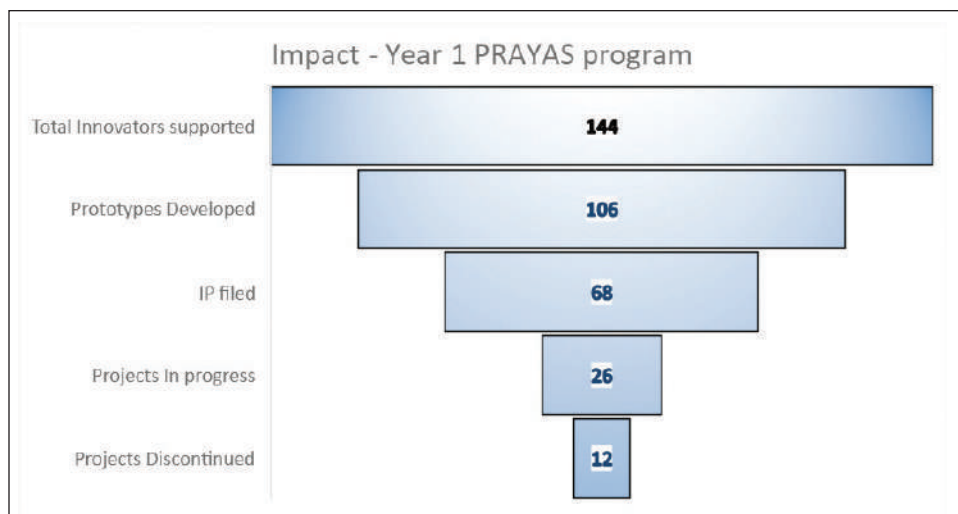 Impact - Year 1 PRAYAS program
Total Innovators supported
144
Prototypes Developed
106
IP filed
68
Projects In progress
26
Projects Discontinued
12